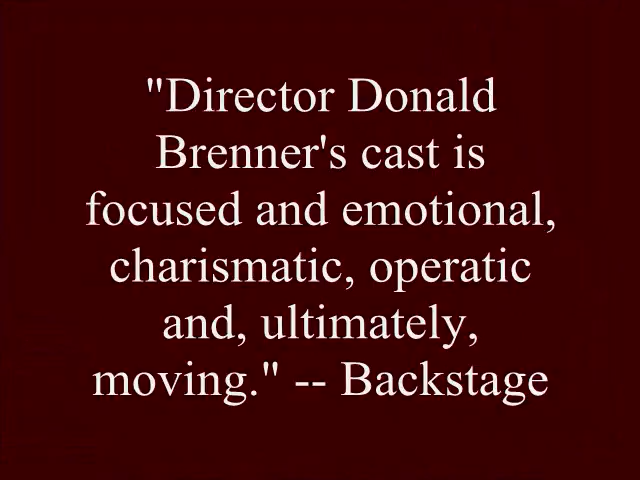 "Director Donald
Brenner's cast is
focused and emotional,
charismatic, operatic
and, ultimately,
moving." -- Backstage